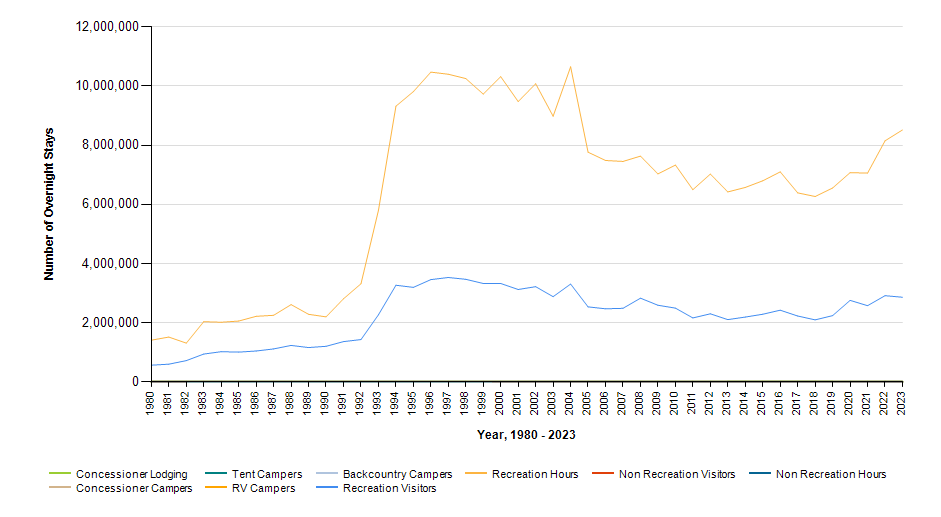 12,000,000
10,000,000
8,000,000
6,000,000
4,000,000
2,000,000
0
Number of Overnight Stays
1980 1981 1982 1983 1984 1985 1986 1987 1988 1989 1990 1991 1992 1993 1994 1995 1996 1997 1998 1999 2000 2001 2002 2003 2004 2005 2006 2007 2008 2009 2010 2011 2012 2013 2014 2015 2016 2017 2018 2019 2020 2021 2022 2023
Year, 1980 - 2023
Concessioner Lodging Tent Campers Backcountry Campers Recreation Hours Non Recreation Visitors Non Recreation Hours
Concessioner Campers RV Campers Recreation Visitors